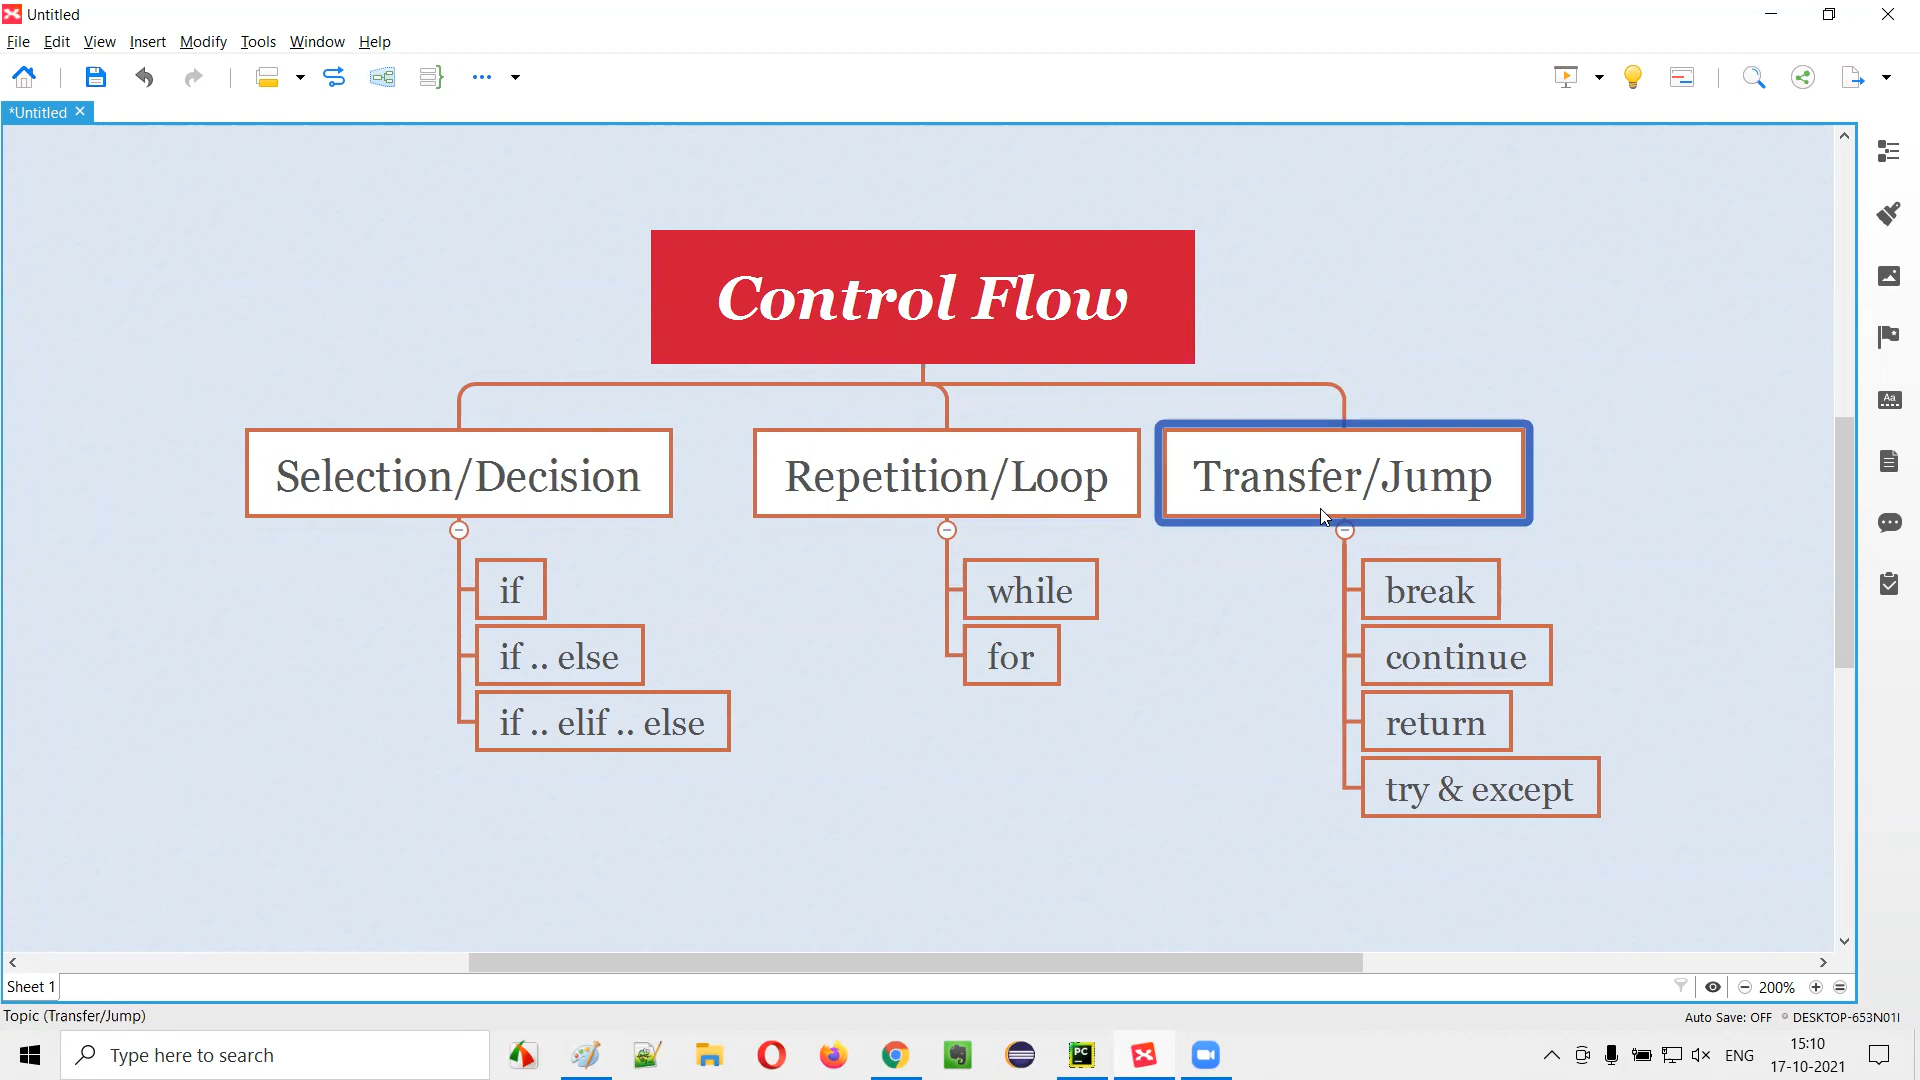 Untitled
File Edit View Insert Modify Tools Window Help
*Untitled
Control Flow
Selection/Decision Repetition/Loop Transfer/Jump
if while break
if .. else for continue
if .. elif .. else return
try & except
Sheet 1 200%
Topic (Transfer/Jump) Auto Save: OFF DESKTOP-653N01I
Type here to search PC ENG 15:10
17-10-2021